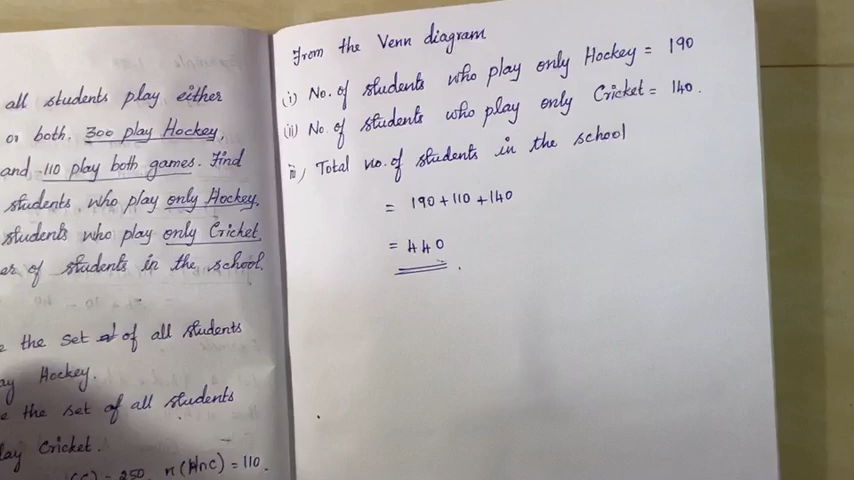 all students play either
or both. 300 play Hockey,
and 110 play both games. Find
students who play only Hockey.
students who play only Cricket
of students in the school.
the set of all students
Hockey.
the set of all students
Cricket.
(C) = 250, n(H∩C) = 110.
From the Venn diagram
(i) No. of students who play only Hockey = 190
(ii) No. of students who play only Cricket = 140.
iii) Total no. of students in the school
= 190 + 110 + 140
= 440